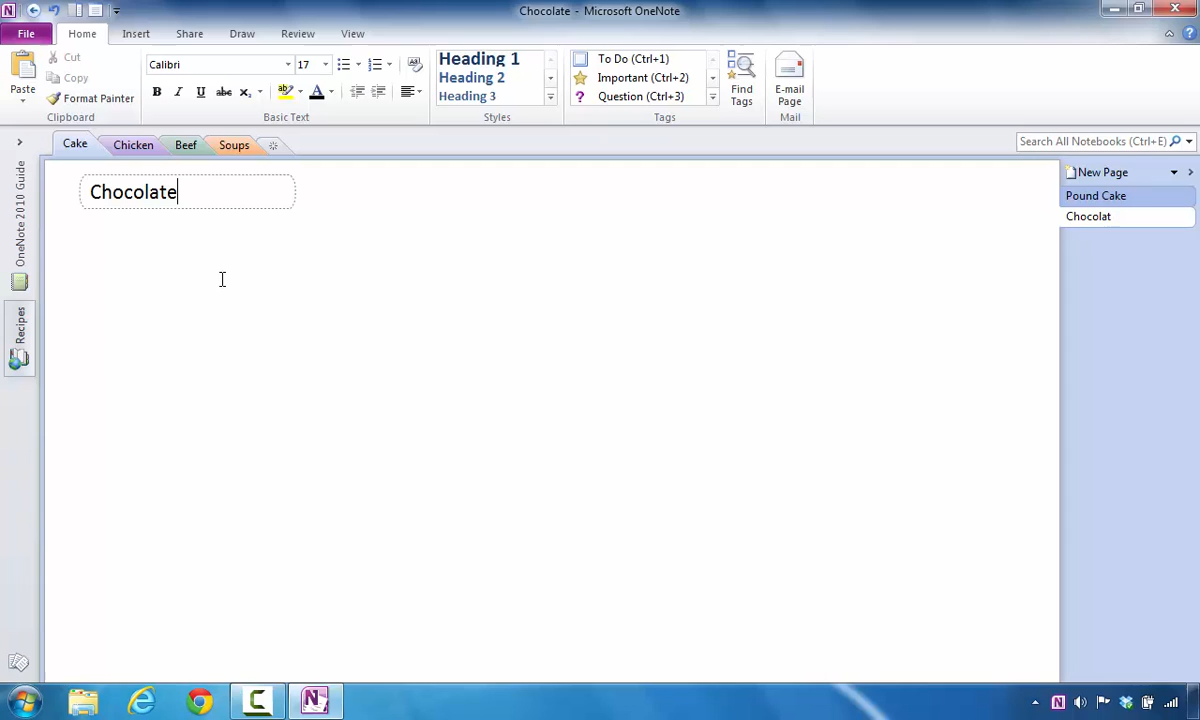 Chocolate - Microsoft OneNote
File Home Insert Share Draw Review View
Paste
Cut
Copy
Format Painter
Clipboard
Calibri 17
B I U abc X₂ ab A
Basic Text
Heading 1
Heading 2
Heading 3
Styles
To Do (Ctrl+1)
Important (Ctrl+2)
Question (Ctrl+3)
Tags
Find
Tags
E-mail
Page
Mail
Cake Chicken Beef Soups
Search All Notebooks (Ctrl+E)
OneNote 2010 Guide
Recipes
Chocolate
New Page
Pound Cake
Chocolat